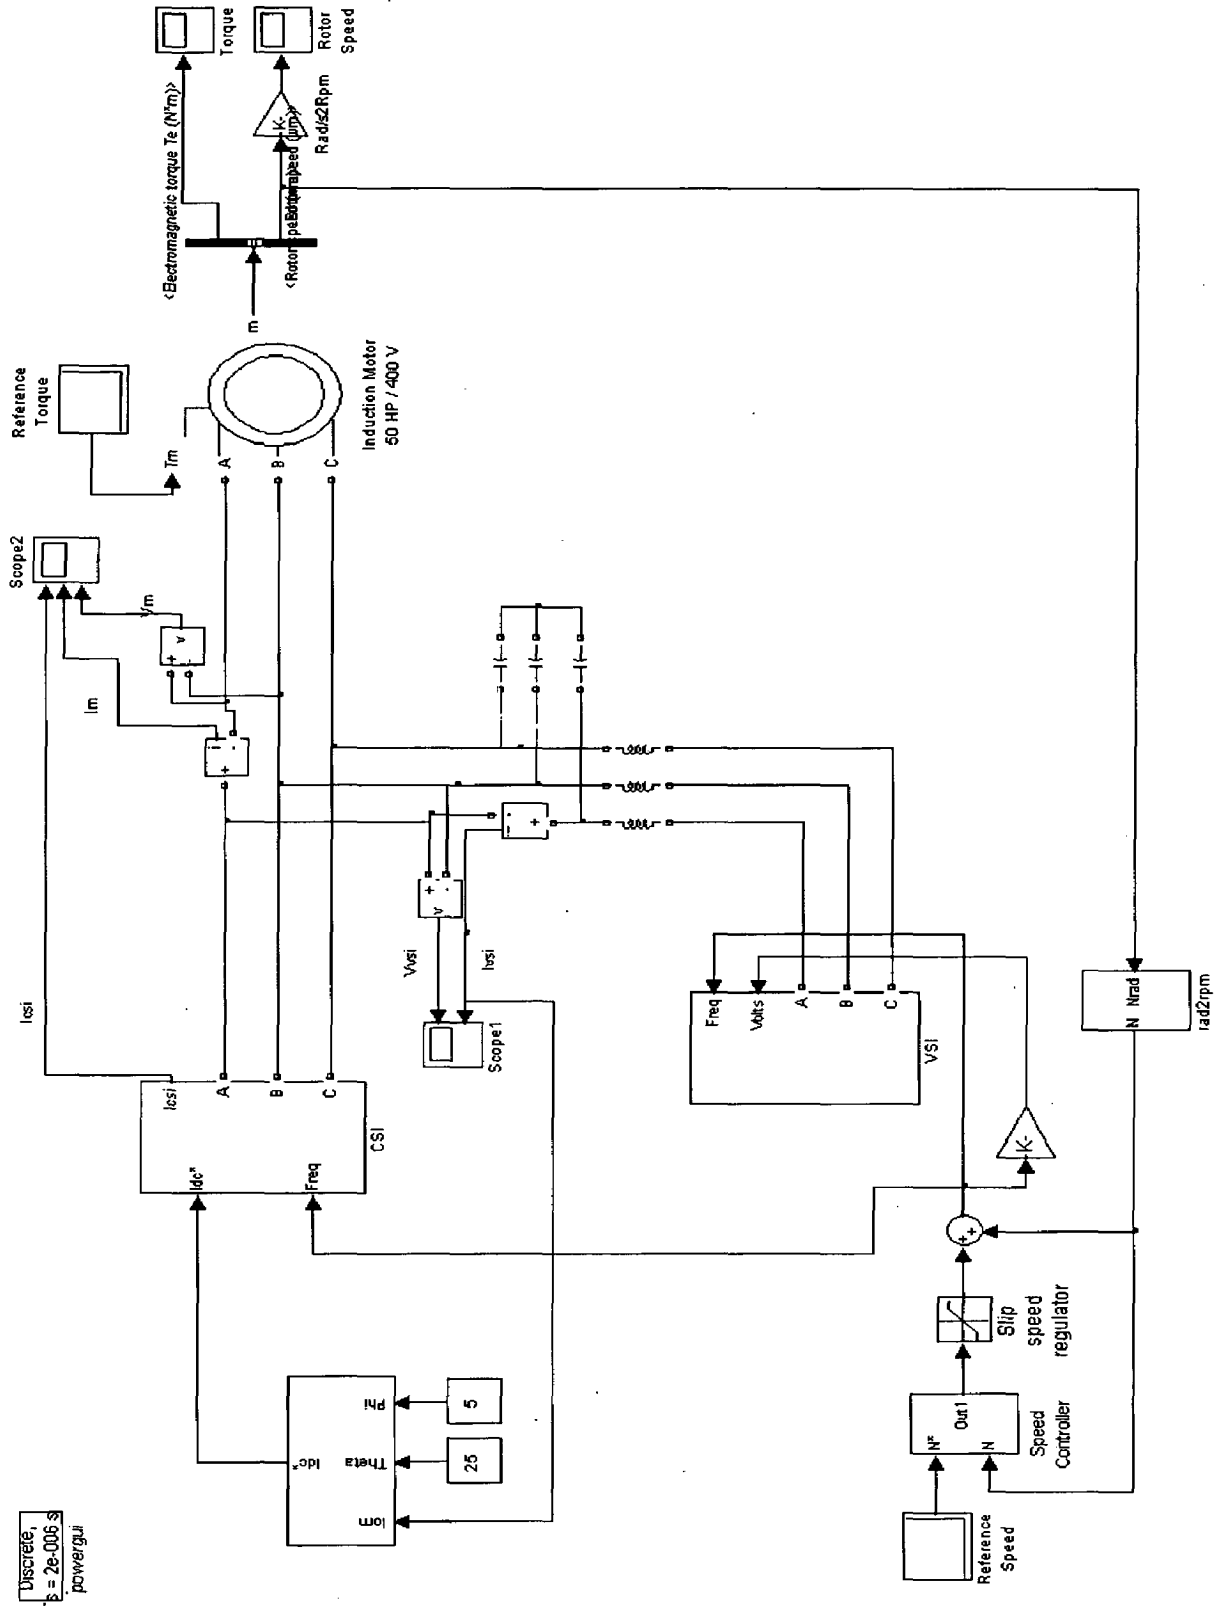 Discrete,
s = 2e-006 s
powergui
Iorn
Theta
Phi
Idc*
25
5
Idc*
Freq
Icsi
A
B
C
CSI
Icsi
Im
Vm
Scope2
+
-
i
+
-
v
Reference
Torque
Tm
A
B
C
m
Induction Motor
50 HP / 400 V
<Electromagnetic torque Te (N*m)>
<Rotor speed (wm)>
K-
Rad/s2Rpm
Torque
Rotor
Speed
Vvsi
Ivsi
Scope1
+
-
v
+
-
i
Freq
Volts
A
B
C
VSI
K-
Reference
Speed
N*
N
Out1
Speed
Controller
Slip
speed
regulator
+
+
N
Nrad
rad2rpm